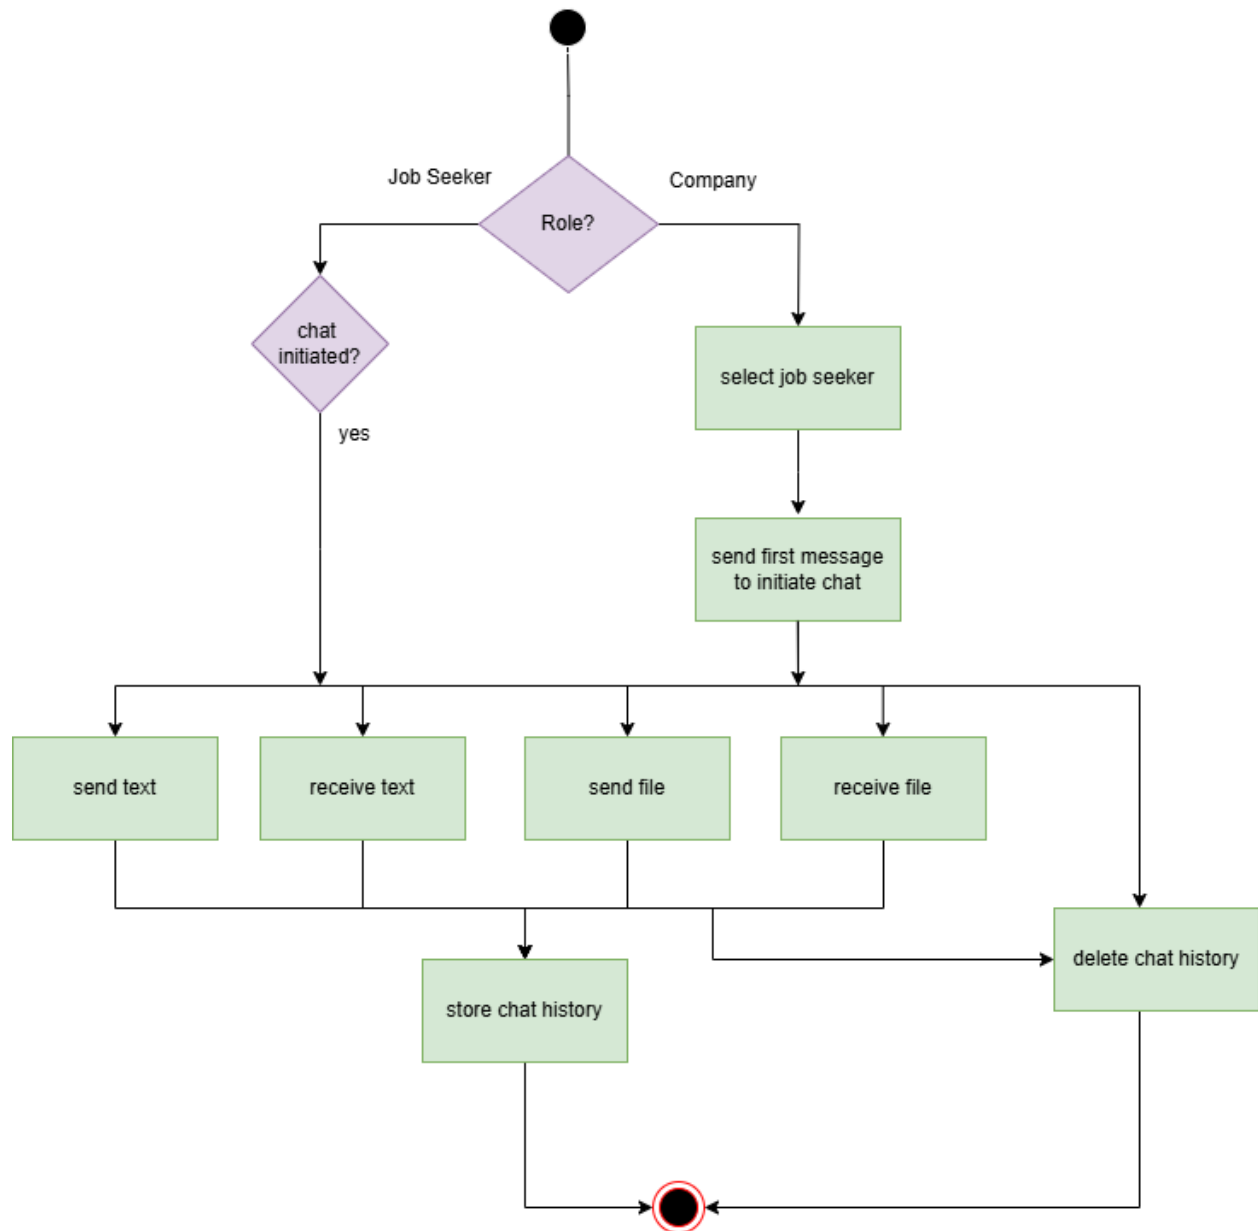 Job Seeker
Company
Role?
chat
initiated?
yes
select job seeker
send first message
to initiate chat
send text
receive text
send file
receive file
delete chat history
store chat history